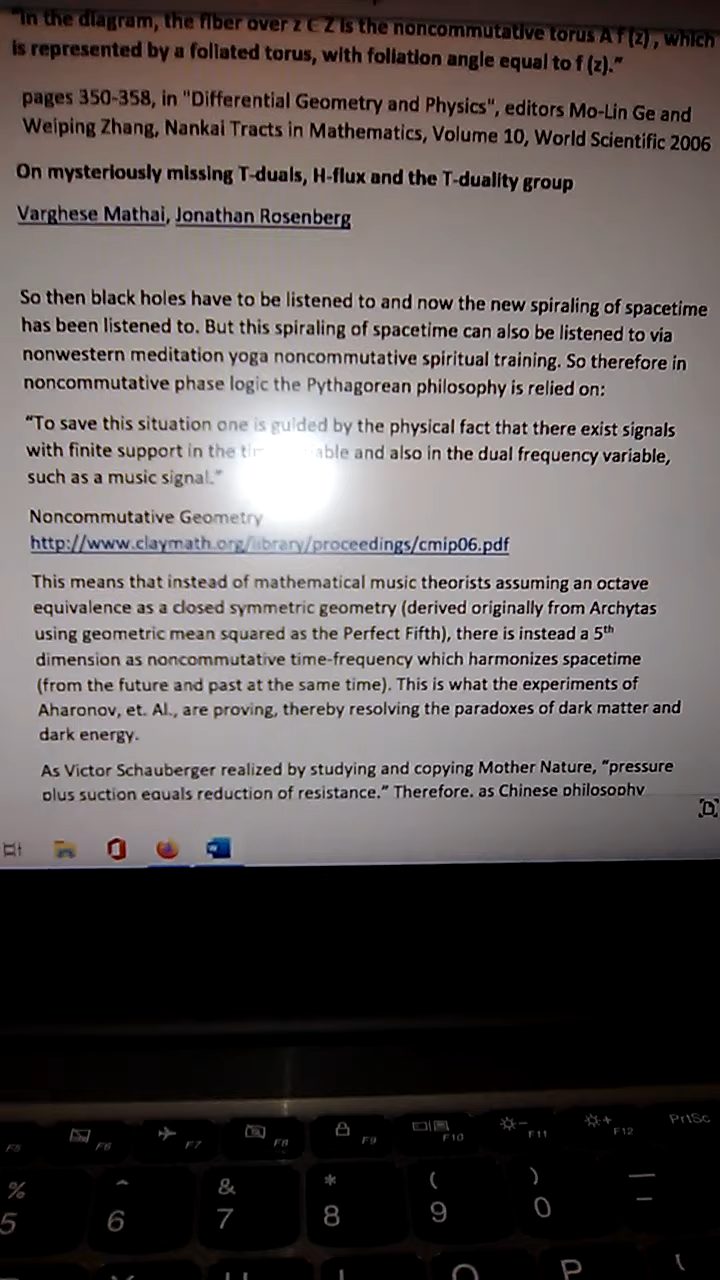 "In the diagram, the fiber over z ∈ Z is the noncommutative torus A f (z), which
is represented by a foliated torus, with foliation angle equal to f (z)."
pages 350-358, in "Differential Geometry and Physics", editors Mo-Lin Ge and
Weiping Zhang, Nankai Tracts in Mathematics, Volume 10, World Scientific 2006
On mysteriously missing T-duals, H-flux and the T-duality group
Varghese Mathai, Jonathan Rosenberg
So then black holes have to be listened to and now the new spiraling of spacetime
has been listened to. But this spiraling of spacetime can also be listened to via
nonwestern meditation yoga noncommutative spiritual training. So therefore in
noncommutative phase logic the Pythagorean philosophy is relied on:
"To save this situation one is guided by the physical fact that there exist signals
with finite support in the and also in the dual frequency variable,
such as a music signal."
Noncommutative Geometry
http://www.claymath.org/library/proceedings/cmip06.pdf
This means that instead of mathematical music theorists assuming an octave
equivalence as a closed symmetric geometry (derived originally from Archytas
using geometric mean squared as the Perfect Fifth), there is instead a 5th
dimension as noncommutative time-frequency which harmonizes spacetime
(from the future and past at the same time). This is what the experiments of
Aharonov, et. Al., are proving, thereby resolving the paradoxes of dark matter and
dark energy.
As Victor Schauberger realized by studying and copying Mother Nature, "pressure
plus suction equals reduction of resistance." Therefore, as Chinese philosophy
F5 F6 F7 F8 F9 F10 F11 F12 PrtSc
% ^ & * ( ) —
5 6 7 8 9 0 -
O P